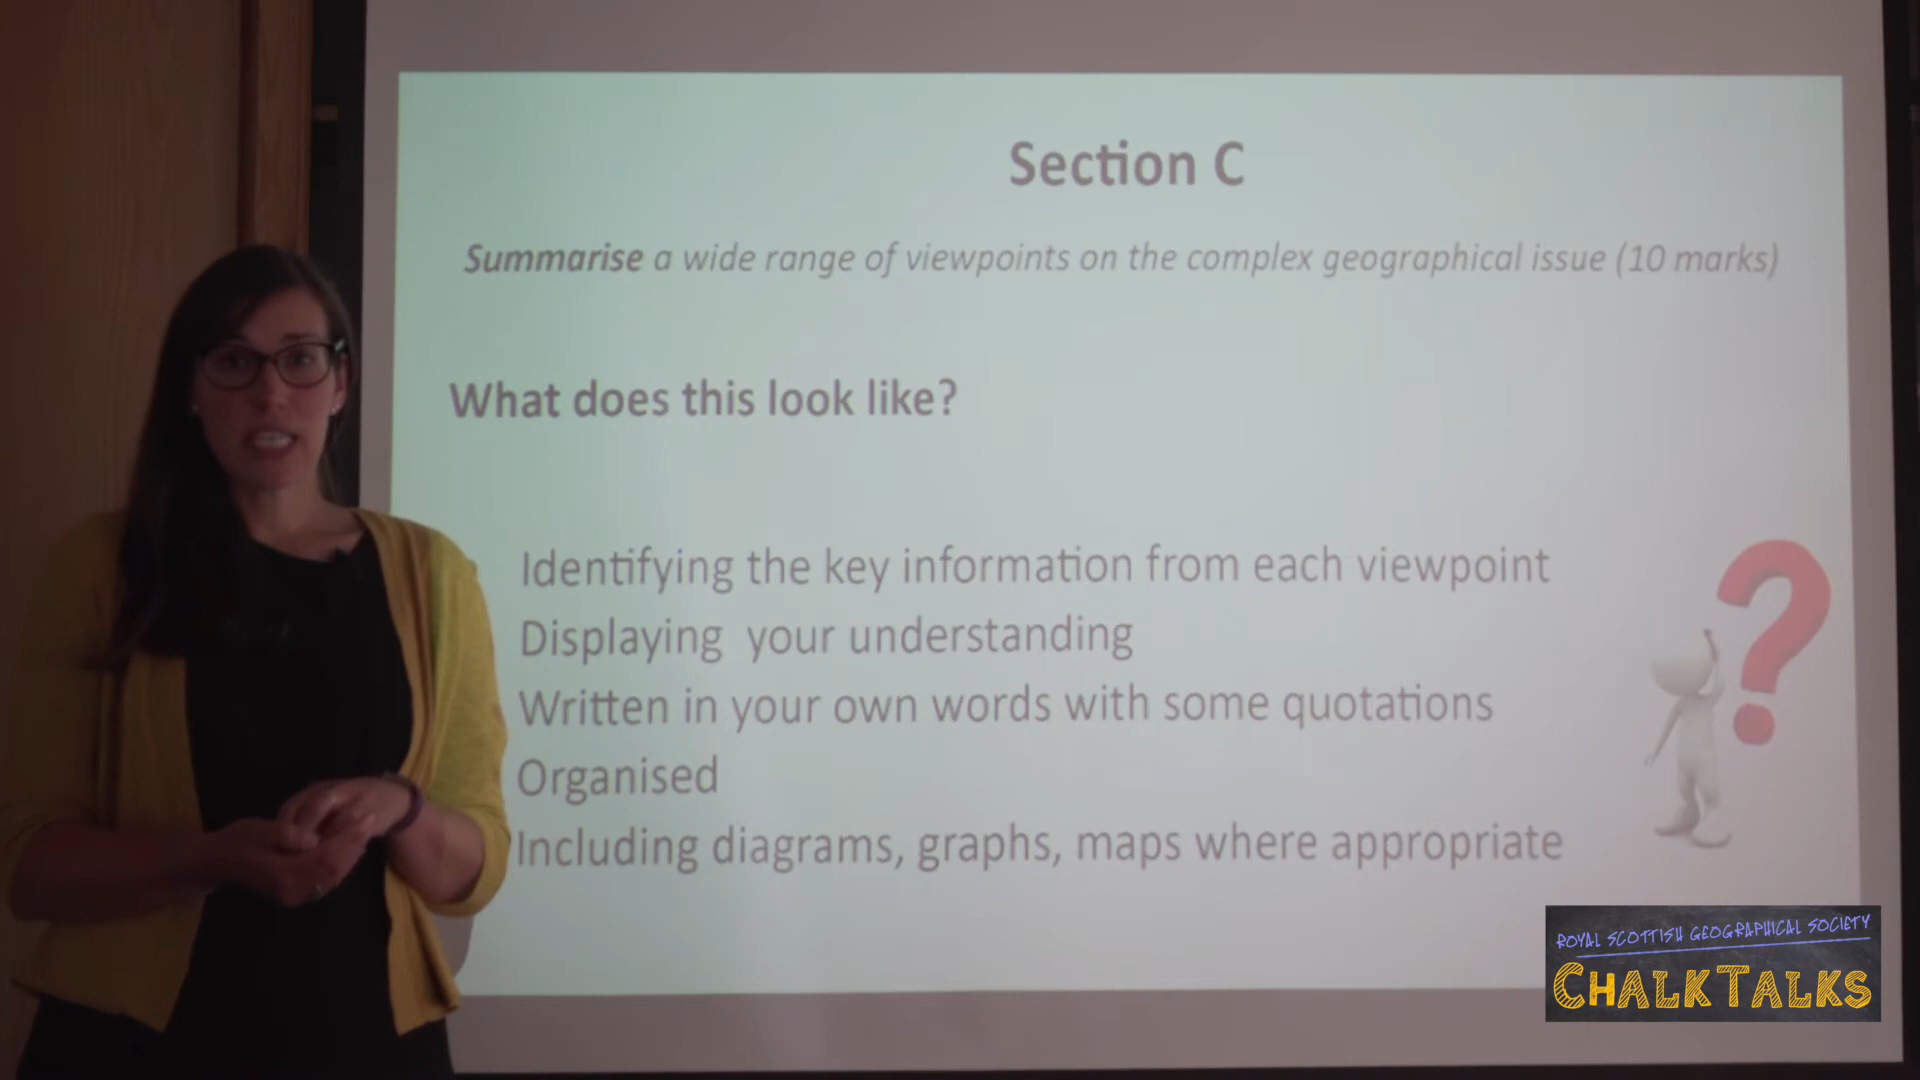 Section C
Summarise a wide range of viewpoints on the complex geographical issue (10 marks)
What does this look like?
Identifying the key information from each viewpoint
Displaying your understanding
Written in your own words with some quotations
Organised
Including diagrams, graphs, maps where appropriate
ROYAL SCOTTISH GEOGRAPHICAL SOCIETY
CHALKTALKS